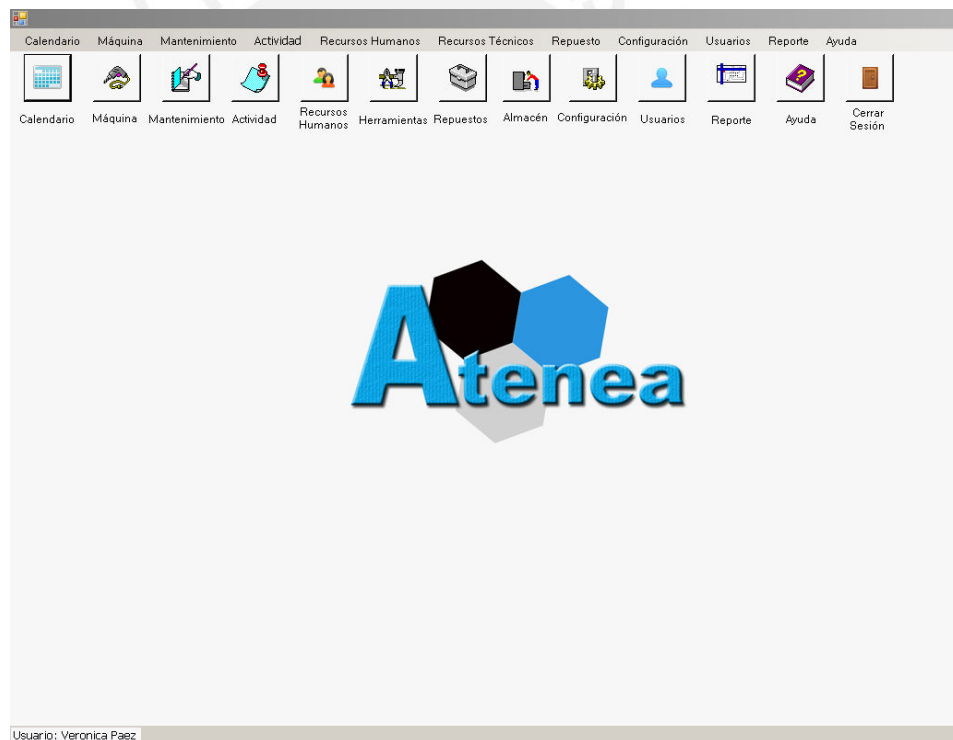 Calendario Máquina Mantenimiento Actividad Recursos Humanos Recursos Técnicos Repuesto Configuración Usuarios Reporte Ayuda
Calendario Máquina Mantenimiento Actividad Recursos Humanos Herramientas Repuestos Almacén Configuración Usuarios Reporte Ayuda Cerrar Sesión
Atenea
Usuario: Veronica Paez